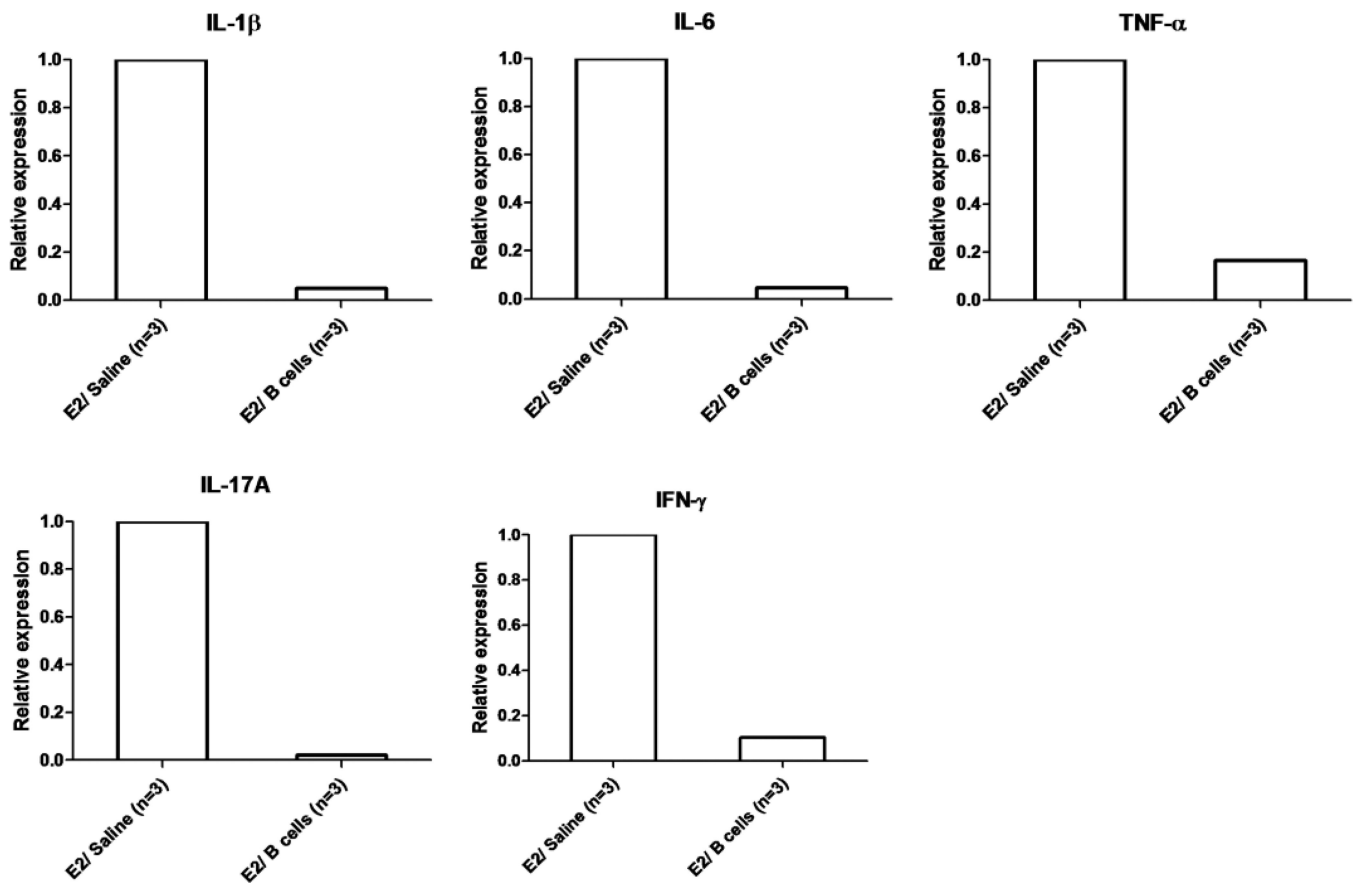 IL-1β
Relative expression
1.0
0.8
0.6
0.4
0.2
0.0
E2/ Saline (n=3)
E2/ B cells (n=3)
IL-6
Relative expression
1.0
0.8
0.6
0.4
0.2
0.0
E2/ Saline (n=3)
E2/ B cells (n=3)
TNF-α
Relative expression
1.0
0.8
0.6
0.4
0.2
0.0
E2/ Saline (n=3)
E2/ B cells (n=3)
IL-17A
Relative expression
1.0
0.8
0.6
0.4
0.2
0.0
E2/ Saline (n=3)
E2/ B cells (n=3)
IFN-γ
Relative expression
1.0
0.8
0.6
0.4
0.2
0.0
E2/ Saline (n=3)
E2/ B cells (n=3)